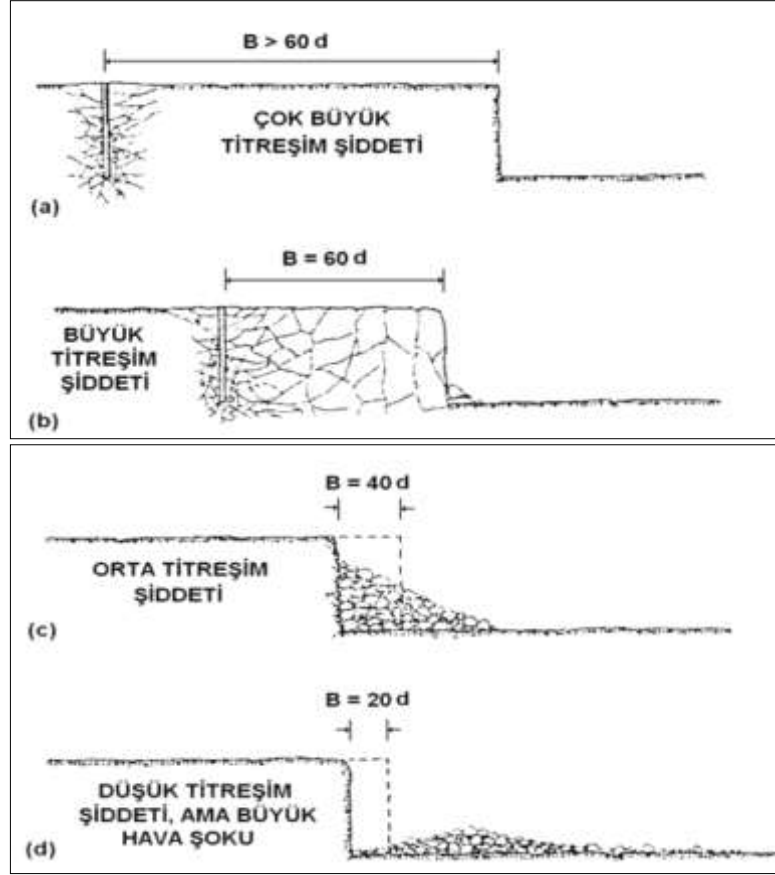 B > 60 d
ÇOK BÜYÜK
TİTREŞİM ŞİDDETİ
(a)
B = 60 d
BÜYÜK
TİTREŞİM
ŞİDDETİ
(b)
B = 40 d
ORTA TİTREŞİM
ŞİDDETİ
(c)
B = 20 d
DÜŞÜK TİTREŞİM
ŞİDDETİ, AMA BÜYÜK
HAVA ŞOKU
(d)